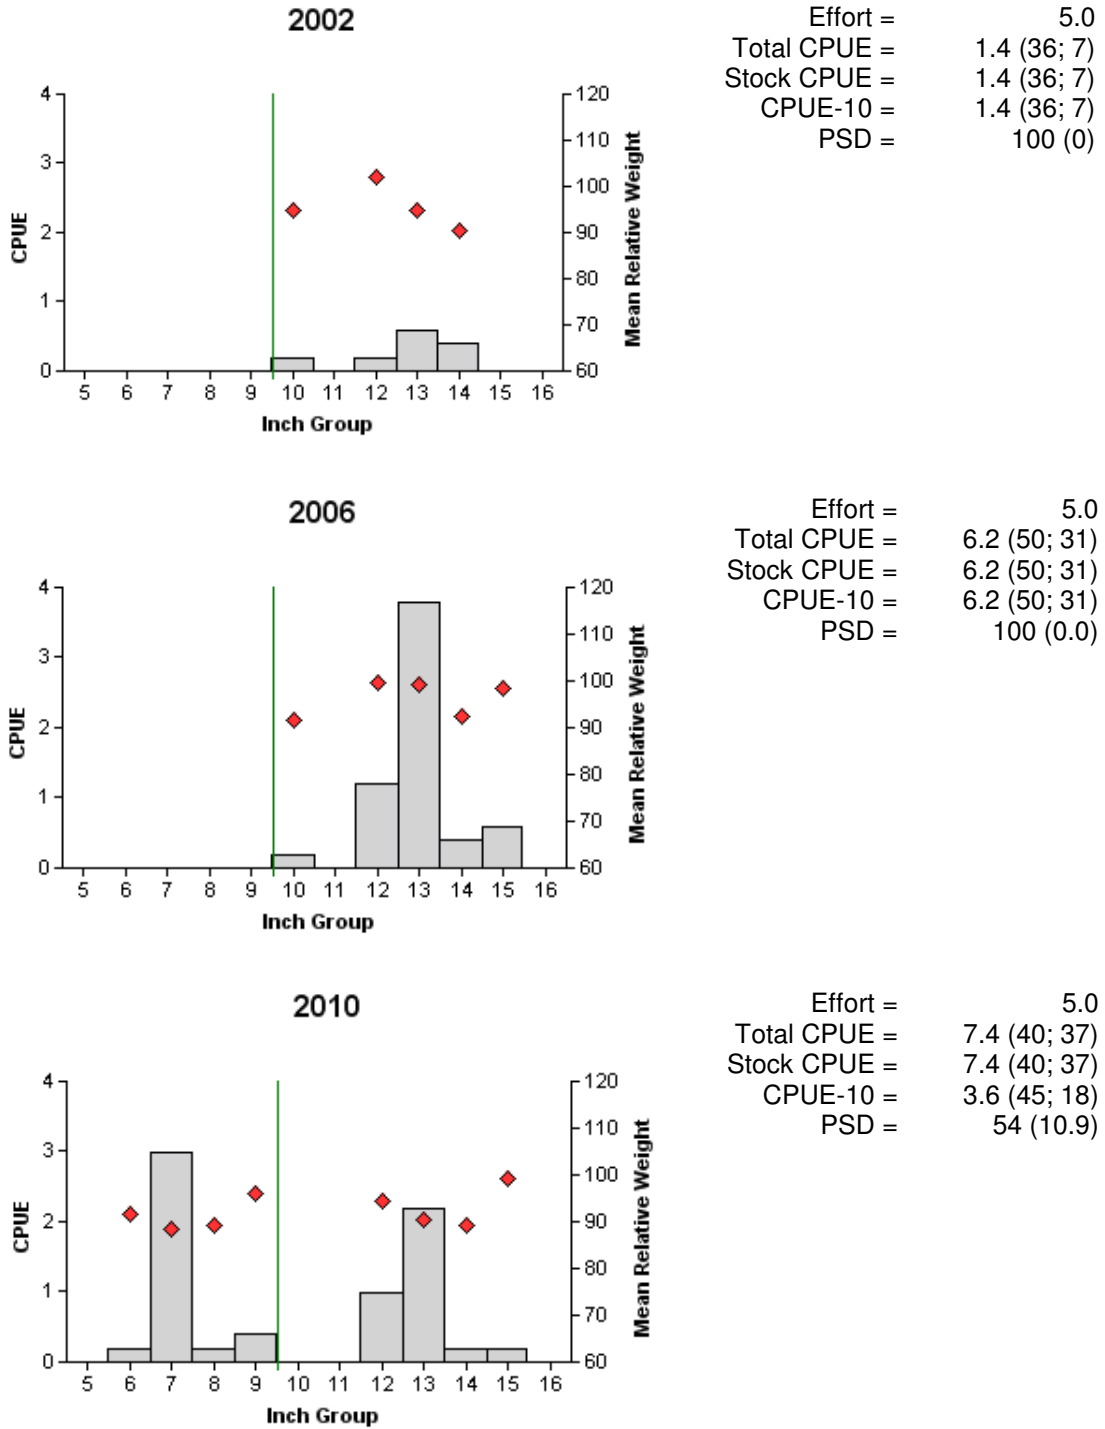 2002
Effort = 5.0
Total CPUE = 1.4 (36; 7)
Stock CPUE = 1.4 (36; 7)
CPUE-10 = 1.4 (36; 7)
PSD = 100 (0)
4
3
2
1
0
CPUE
120
110
100
90
80
70
60
Mean Relative Weight
5 6 7 8 9 10 11 12 13 14 15 16
Inch Group
2006
Effort = 5.0
Total CPUE = 6.2 (50; 31)
Stock CPUE = 6.2 (50; 31)
CPUE-10 = 6.2 (50; 31)
PSD = 100 (0.0)
4
3
2
1
0
CPUE
120
110
100
90
80
70
60
Mean Relative Weight
5 6 7 8 9 10 11 12 13 14 15 16
Inch Group
2010
Effort = 5.0
Total CPUE = 7.4 (40; 37)
Stock CPUE = 7.4 (40; 37)
CPUE-10 = 3.6 (45; 18)
PSD = 54 (10.9)
4
3
2
1
0
CPUE
120
110
100
90
80
70
60
Mean Relative Weight
5 6 7 8 9 10 11 12 13 14 15 16
Inch Group